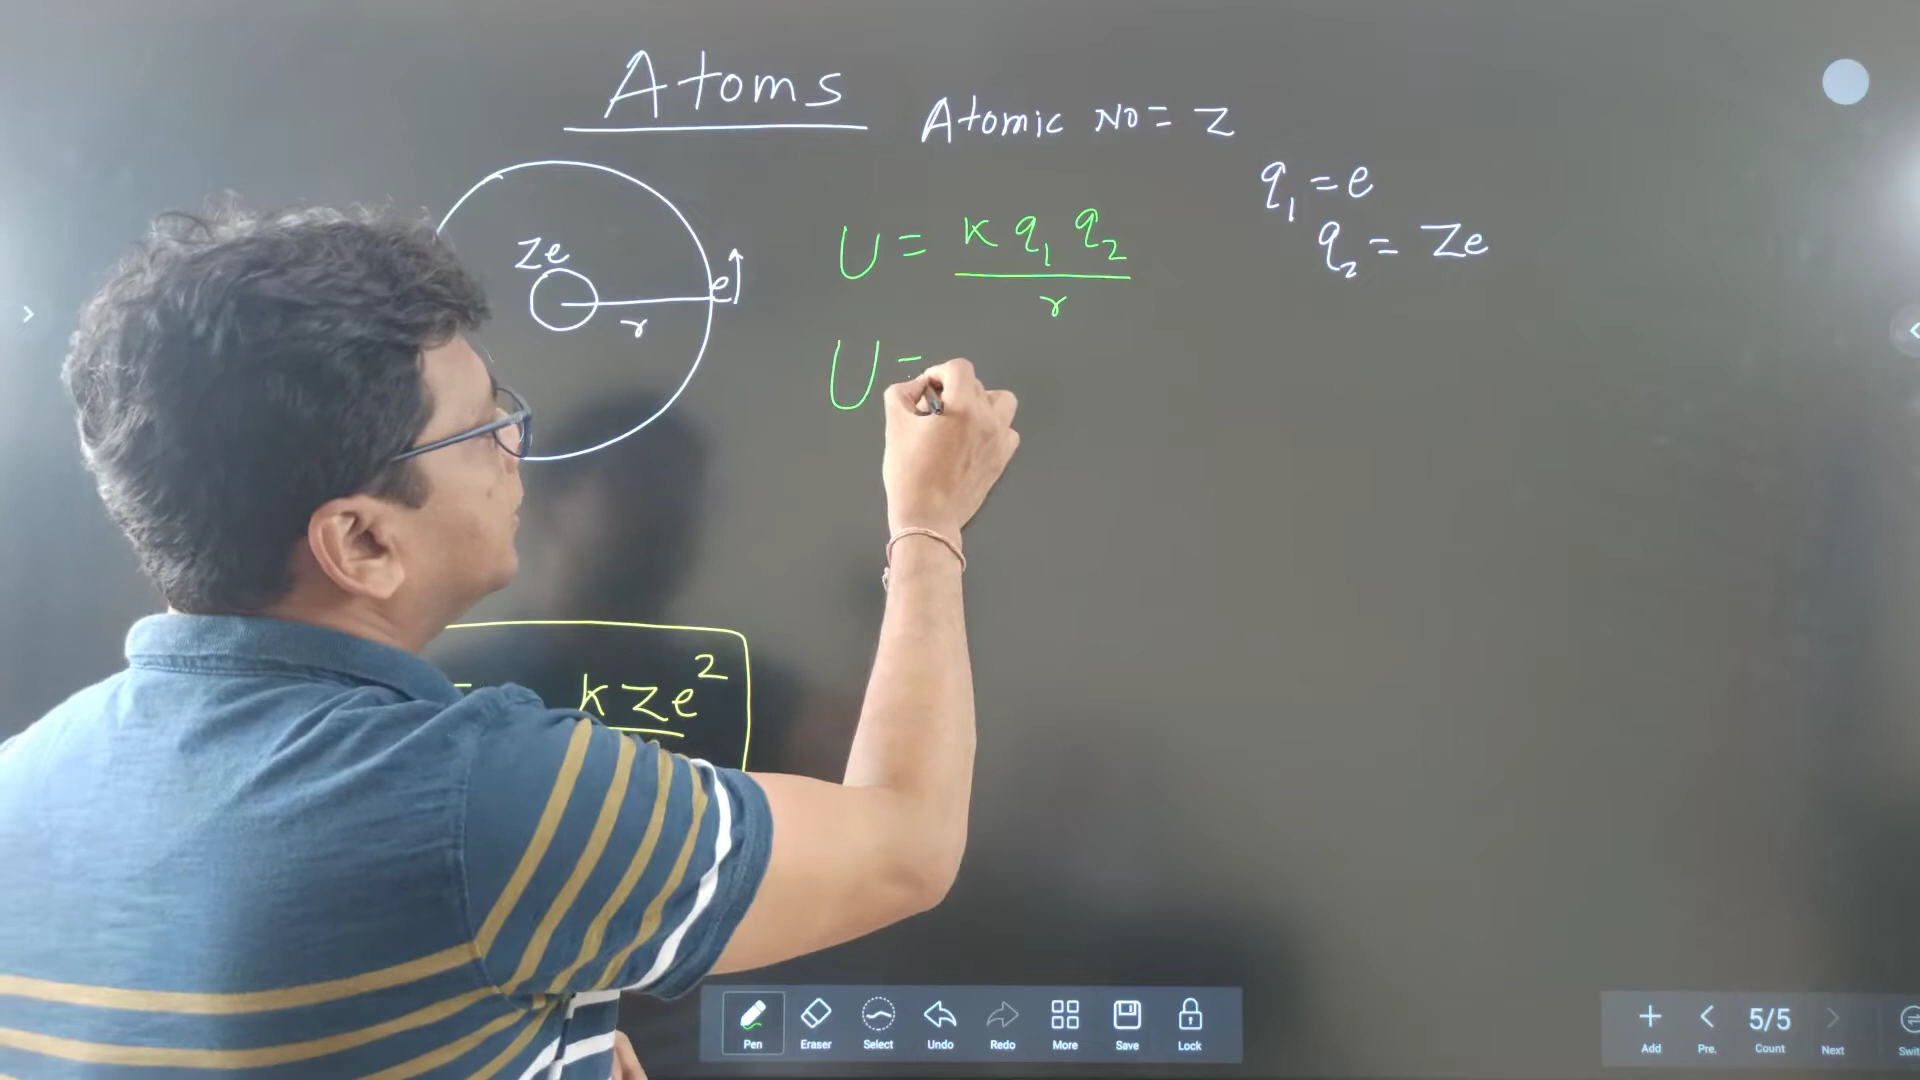 Atoms
Atomic No = Z
q₁ = e
q₂ = Ze
Ze
e
r
U = K q₁ q₂
r
U =
K Z e²
Pen Eraser Select Undo Redo More Save Lock
5/5
Add Pre. Count Next